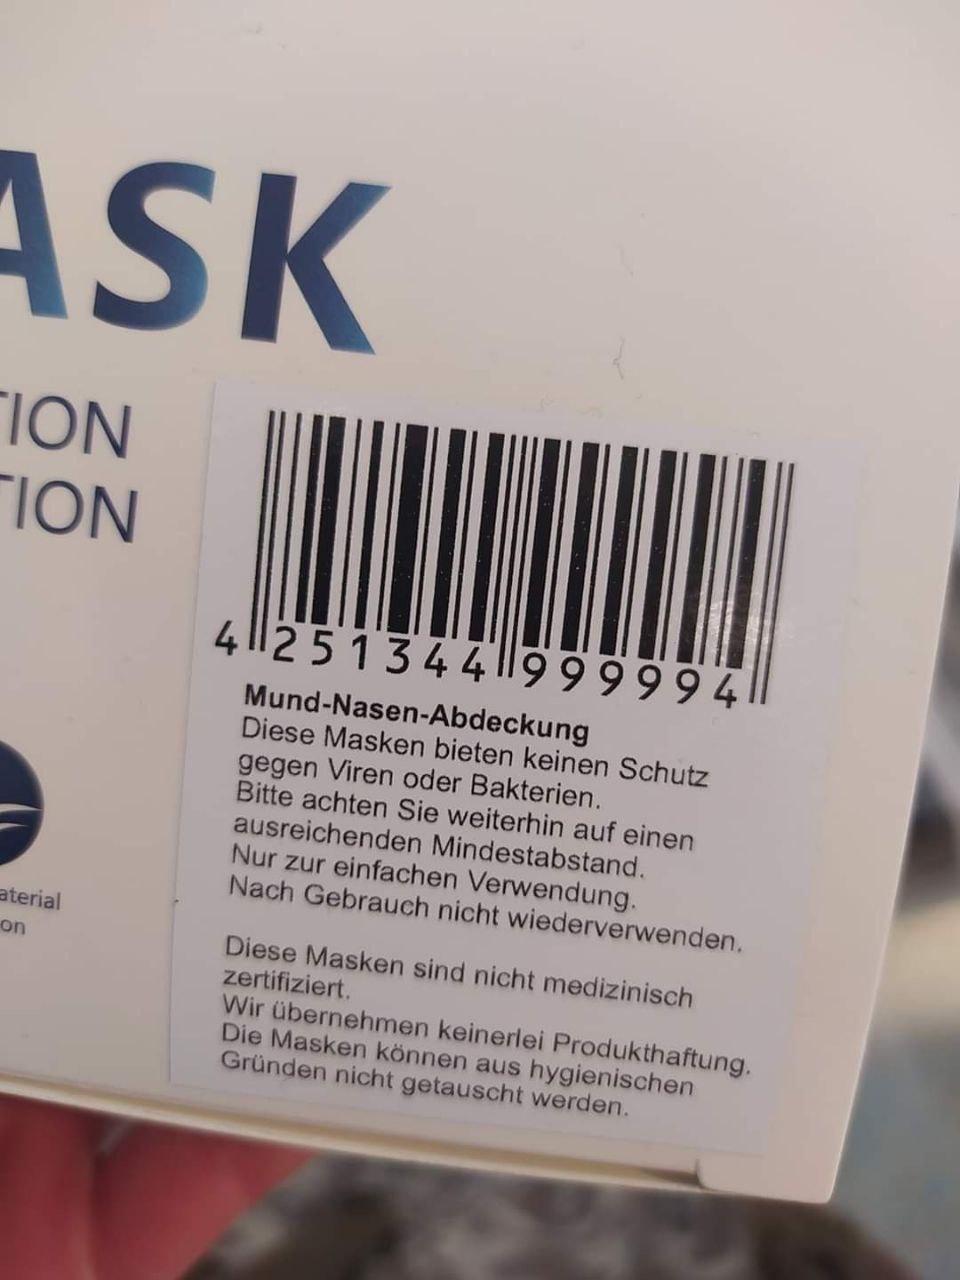 ASK
TION
TION
4 251344 999994
Mund-Nasen-Abdeckung
Diese Masken bieten keinen Schutz
gegen Viren oder Bakterien.
Bitte achten Sie weiterhin auf einen
ausreichenden Mindestabstand.
Nur zur einfachen Verwendung.
Nach Gebrauch nicht wiederverwenden.
Diese Masken sind nicht medizinisch
zertifiziert.
Wir übernehmen keinerlei Produkthaftung.
Die Masken können aus hygienischen
Gründen nicht getauscht werden.
aterial
on